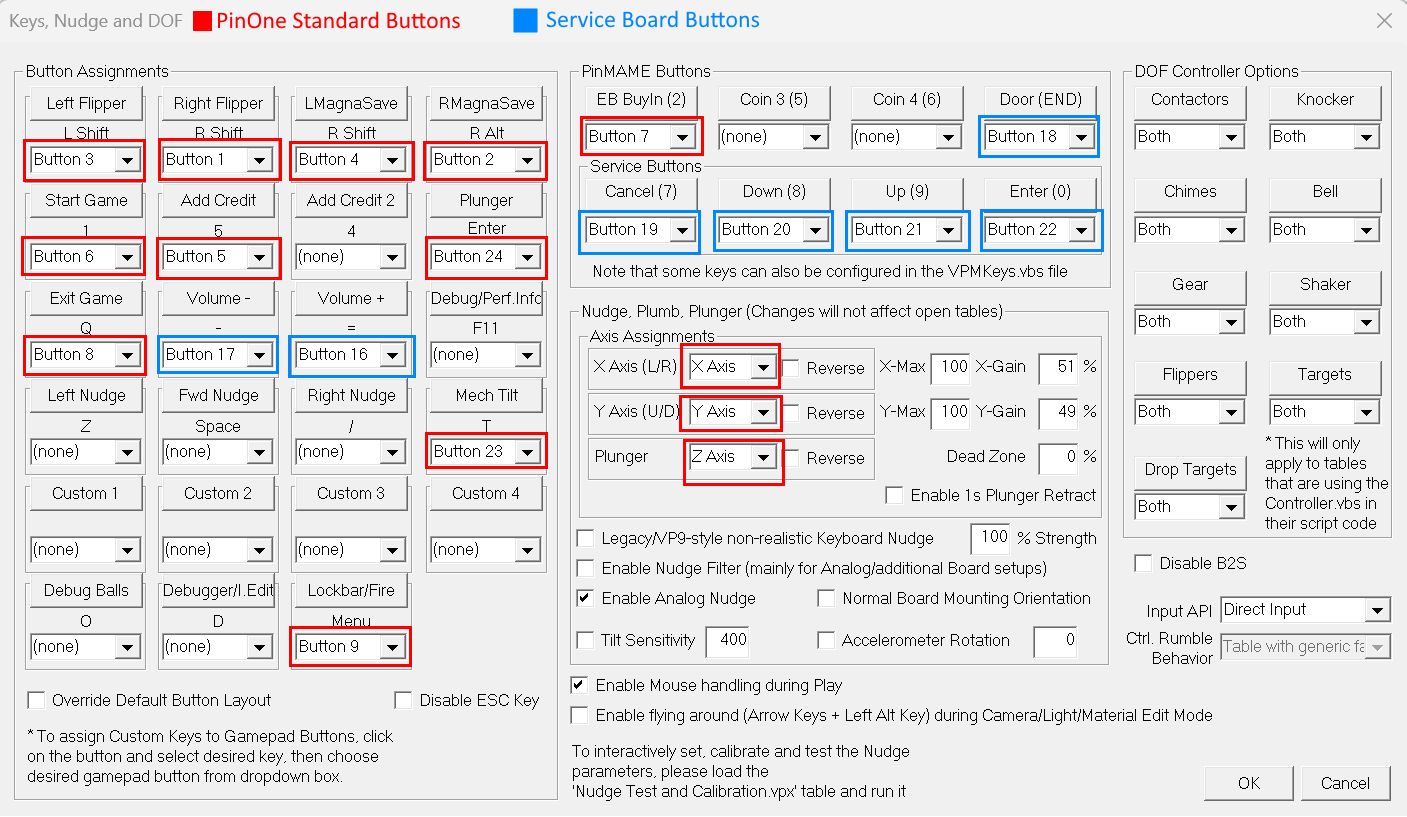 Keys, Nudge and DOF PinOne Standard Buttons Service Board Buttons
Button Assignments
Left Flipper Right Flipper LMagnaSave RMagnaSave
L Shift R Shift R Shift R Alt
Button 3 Button 1 Button 4 Button 2
Start Game Add Credit Add Credit 2 Plunger
1 5 4 Enter
Button 6 Button 5 (none) Button 24
Exit Game Volume - Volume + Debug/Perf.Info
Q - = F11
Button 8 Button 17 Button 16 (none)
Left Nudge Fwd Nudge Right Nudge Mech Tilt
Z Space / T
(none) (none) (none) Button 23
Custom 1 Custom 2 Custom 3 Custom 4
(none) (none) (none) (none)
Debug Balls Debugger/I.Edit Lockbar/Fire
O D Menu
(none) (none) Button 9
Override Default Button Layout Disable ESC Key
* To assign Custom Keys to Gamepad Buttons, click
on the button and select desired key, then choose
desired gamepad button from dropdown box.
PinMAME Buttons
EB BuyIn (2) Coin 3 (5) Coin 4 (6) Door (END)
Button 7 (none) (none) Button 18
Service Buttons
Cancel (7) Down (8) Up (9) Enter (0)
Button 19 Button 20 Button 21 Button 22
Note that some keys can also be configured in the VPMKeys.vbs file
Nudge, Plumb, Plunger (Changes will not affect open tables)
Axis Assignments
X Axis (L/R) X Axis Reverse X-Max 100 X-Gain 51 %
Y Axis (U/D) Y Axis Reverse Y-Max 100 Y-Gain 49 %
Plunger Z Axis Reverse Dead Zone 0 %
Enable 1s Plunger Retract
Legacy/VP9-style non-realistic Keyboard Nudge 100 % Strength
Enable Nudge Filter (mainly for Analog/additional Board setups)
Enable Analog Nudge Normal Board Mounting Orientation
Tilt Sensitivity 400 Accelerometer Rotation 0
Enable Mouse handling during Play
Enable flying around (Arrow Keys + Left Alt Key) during Camera/Light/Material Edit Mode
To interactively set, calibrate and test the Nudge
parameters, please load the
'Nudge Test and Calibration.vpx' table and run it
DOF Controller Options
Contactors Knocker
Both Both
Chimes Bell
Both Both
Gear Shaker
Both Both
Flippers Targets
Both Both
Drop Targets
Both
* This will only
apply to tables
that are using the
Controller.vbs in
their script code
Disable B2S
Input API Direct Input
Ctrl. Rumble
Behavior Table with generic fa
OK Cancel